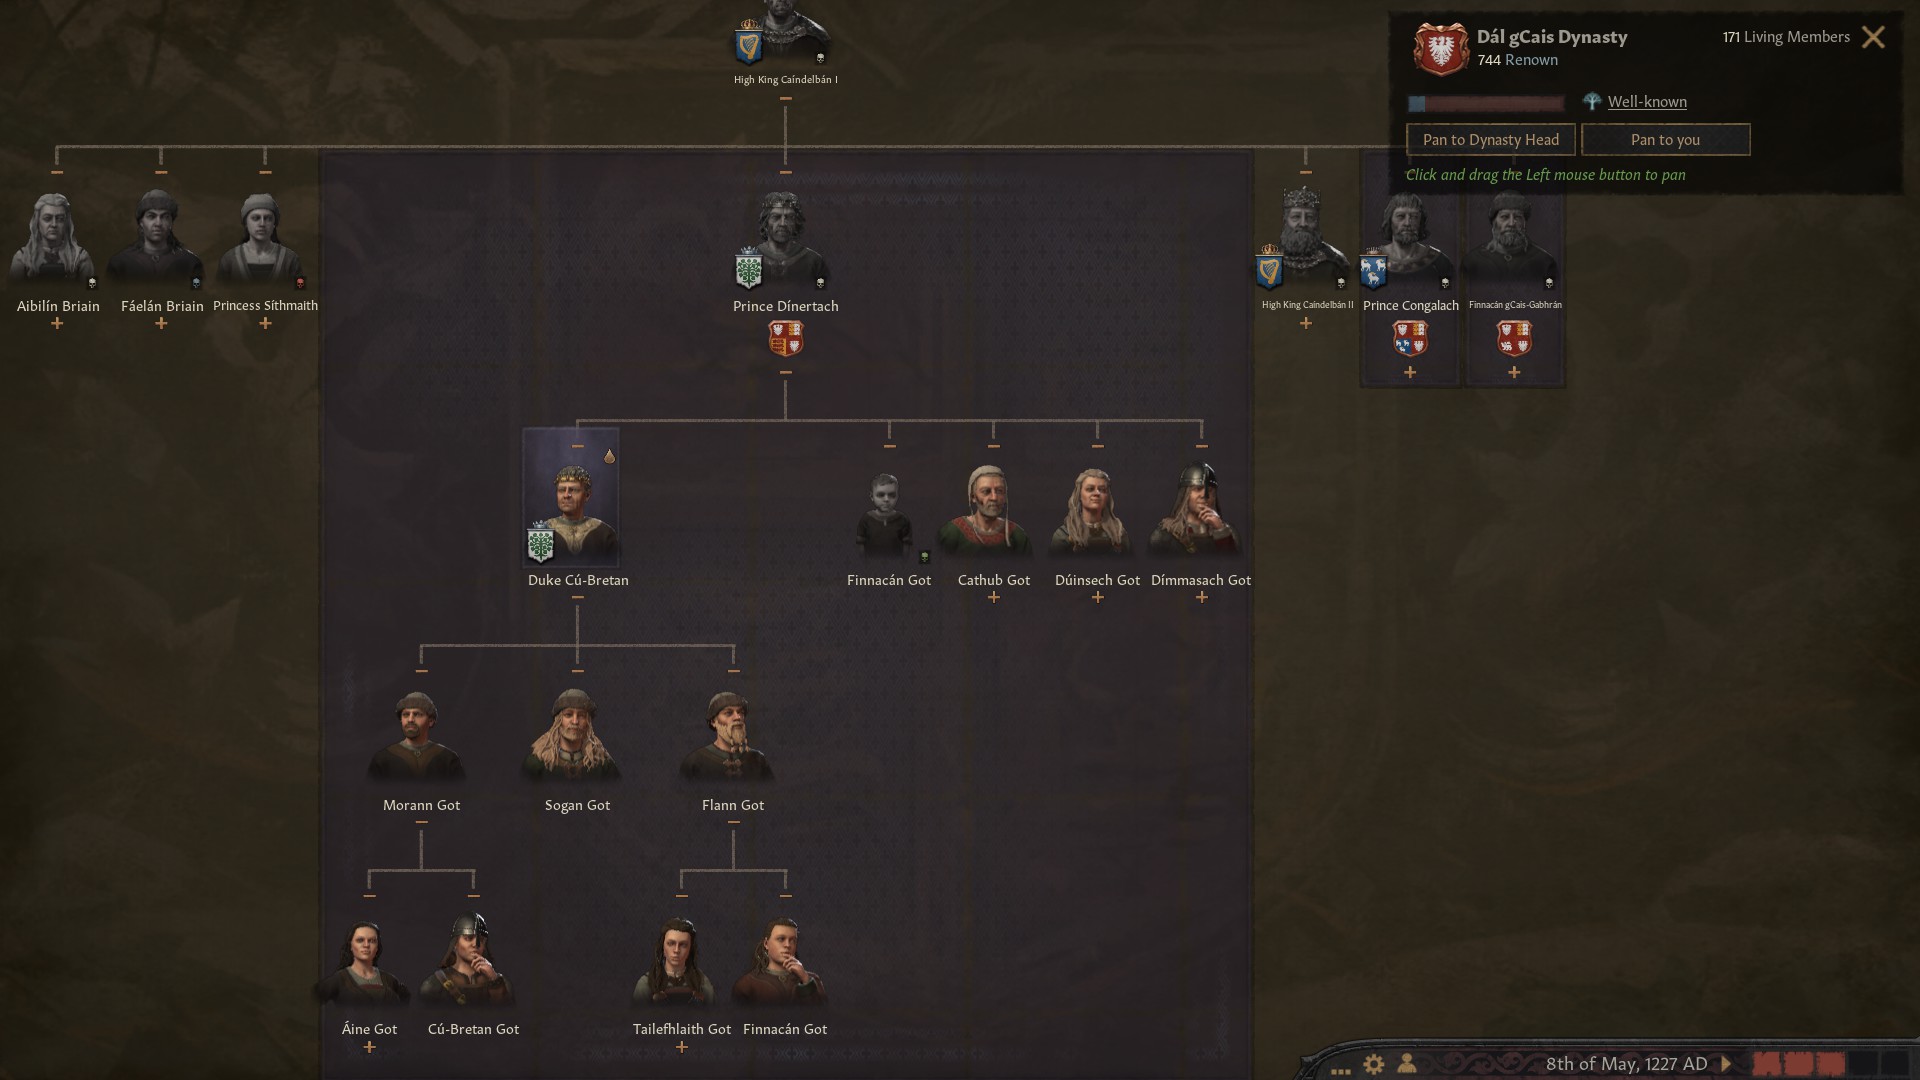 High King Caíndelbán I
Dál gCais Dynasty
171 Living Members
744 Renown
Well-known
Pan to Dynasty Head
Pan to you
Click and drag the Left mouse button to pan
Aibilín Briain
Fáelán Briain
Princess Síthmaith
Prince Dínertach
High King Caíndelbán II
Prince Congalach
Finnacán gCais-Gabhrán
Duke Cú-Bretan
Finnacán Got
Cathub Got
Dúinsech Got
Dímmasach Got
Morann Got
Sogan Got
Flann Got
Áine Got
Cú-Bretan Got
Tailefhlaith Got
Finnacán Got
8th of May, 1227 AD